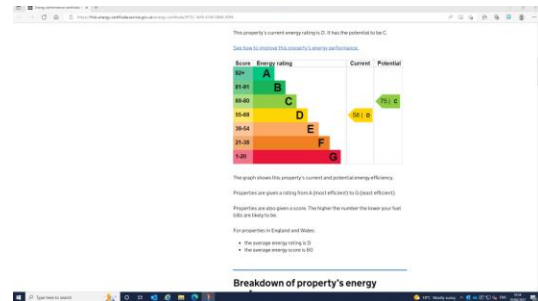 This property's current energy rating is D. It has the potential to be C.
See how to improve this property's energy performance.
Score Energy rating Current Potential
92+ A
81-91 B
69-80 C 75 | C
55-68 D 58 | D
39-54 E
21-38 F
1-20 G
The graph shows this property's current and potential energy efficiency.
Properties are given a rating from A (most efficient) to G (least efficient).
Properties are also given a score. The higher the number the lower your fuel
bills are likely to be.
For properties in England and Wales:
the average energy rating is D
the average energy score is 60
Breakdown of property's energy
Type here to search
Mostly sunny